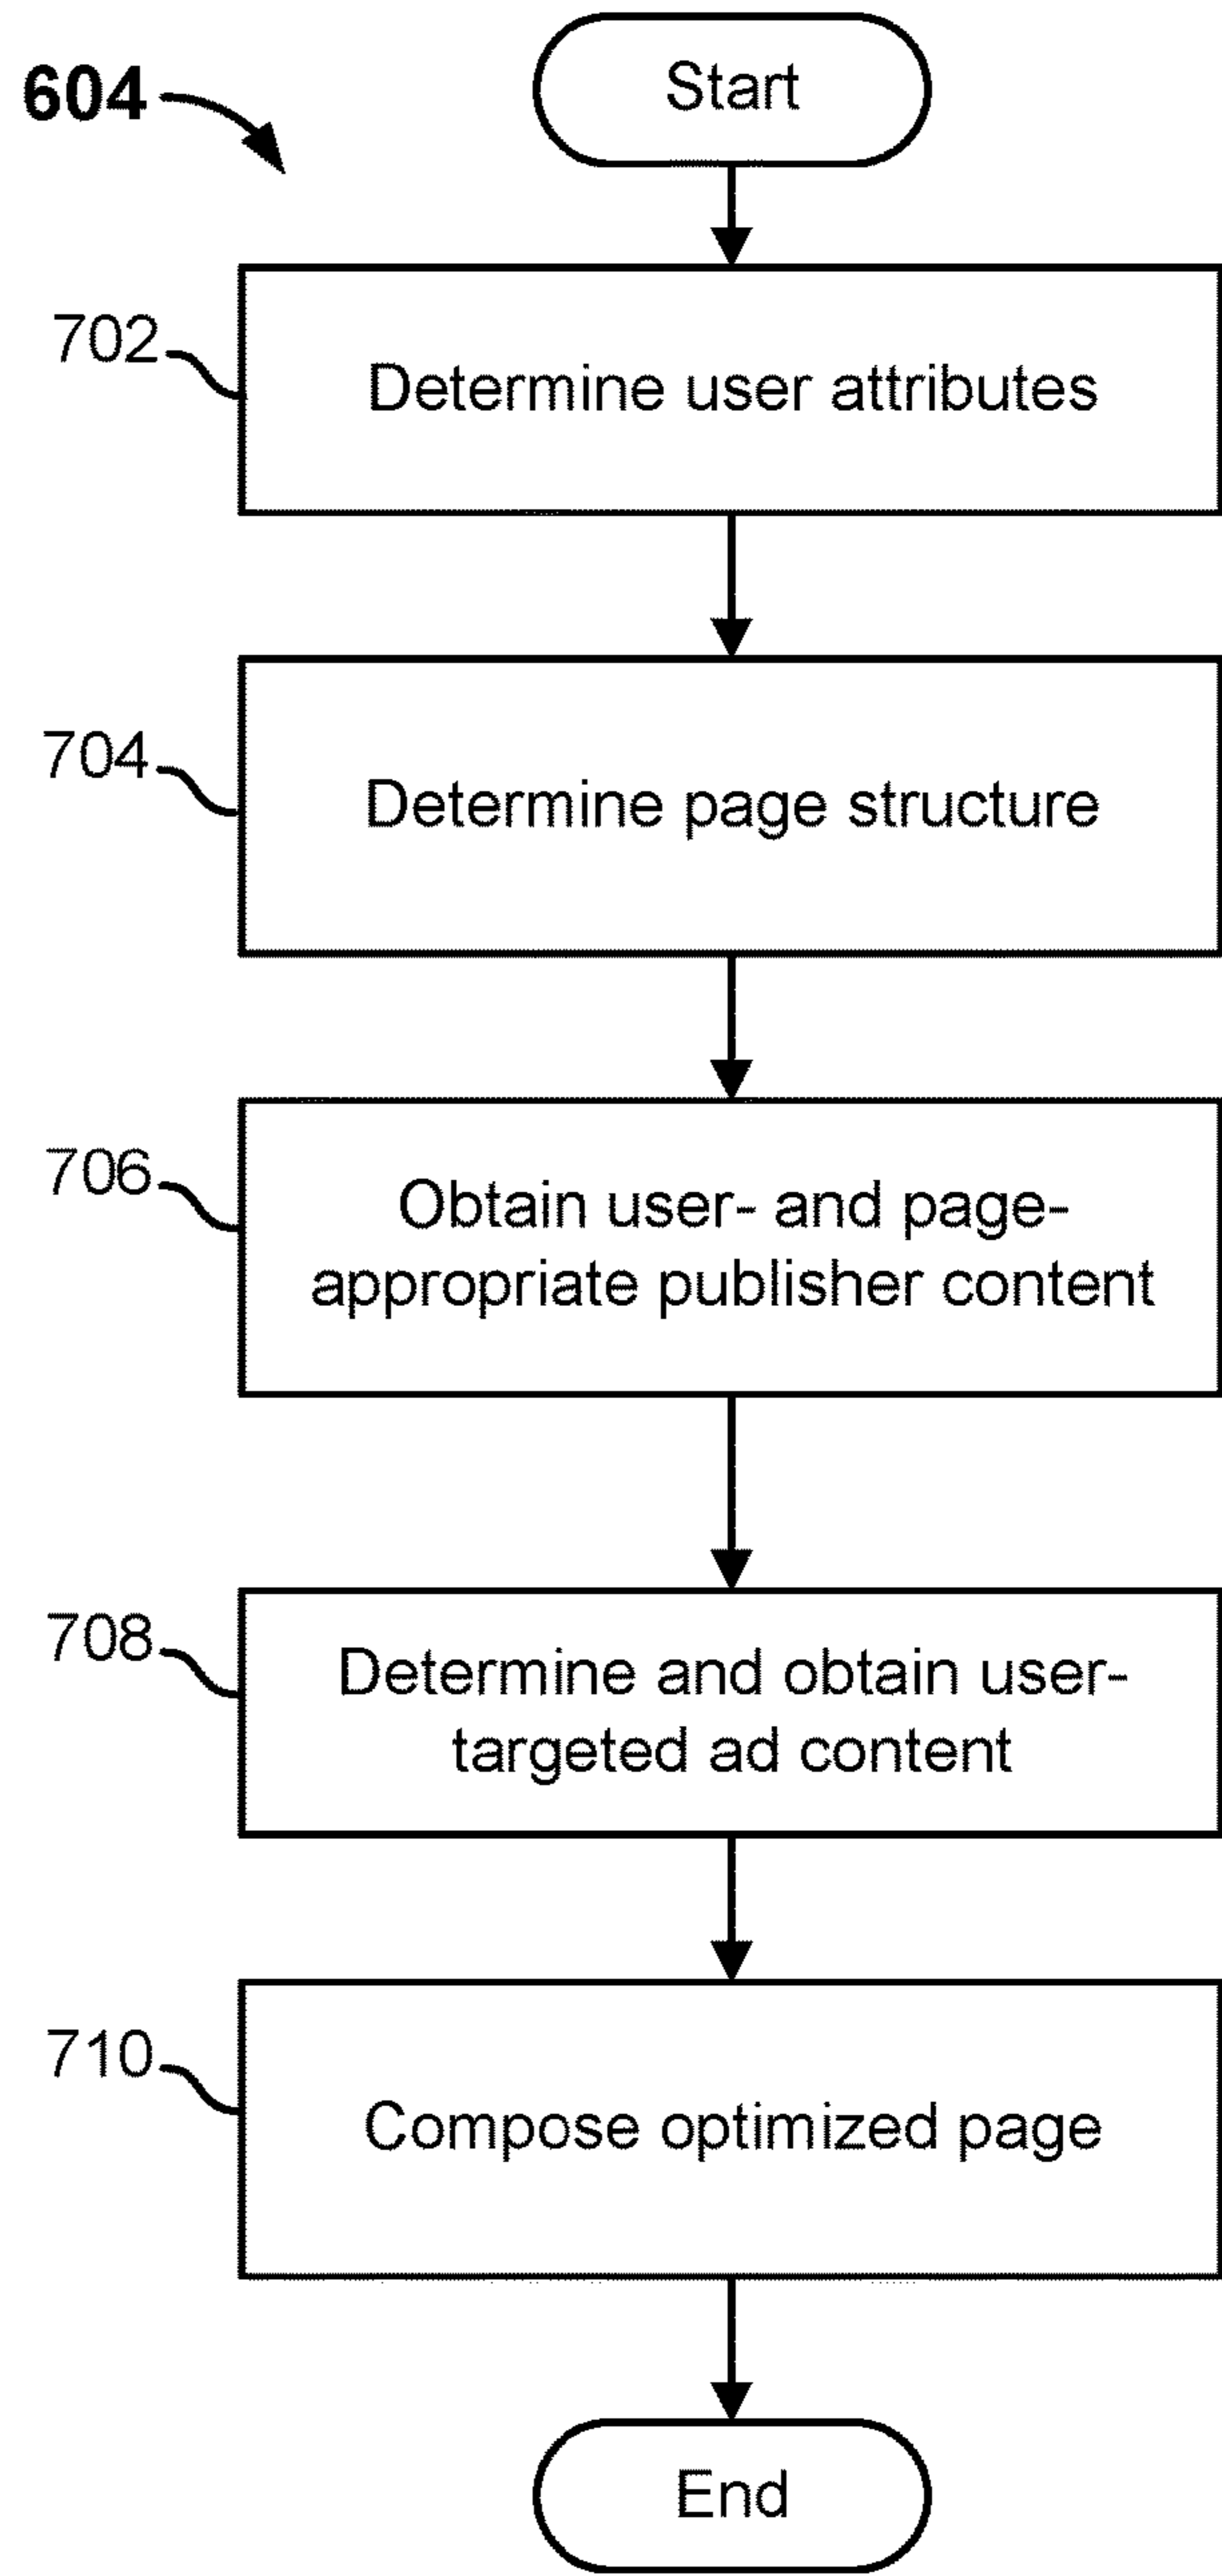 604
Start
702
Determine user attributes
704
Determine page structure
706
Obtain user- and page-
appropriate publisher content
708
Determine and obtain user-
targeted ad content
710
Compose optimized page
End